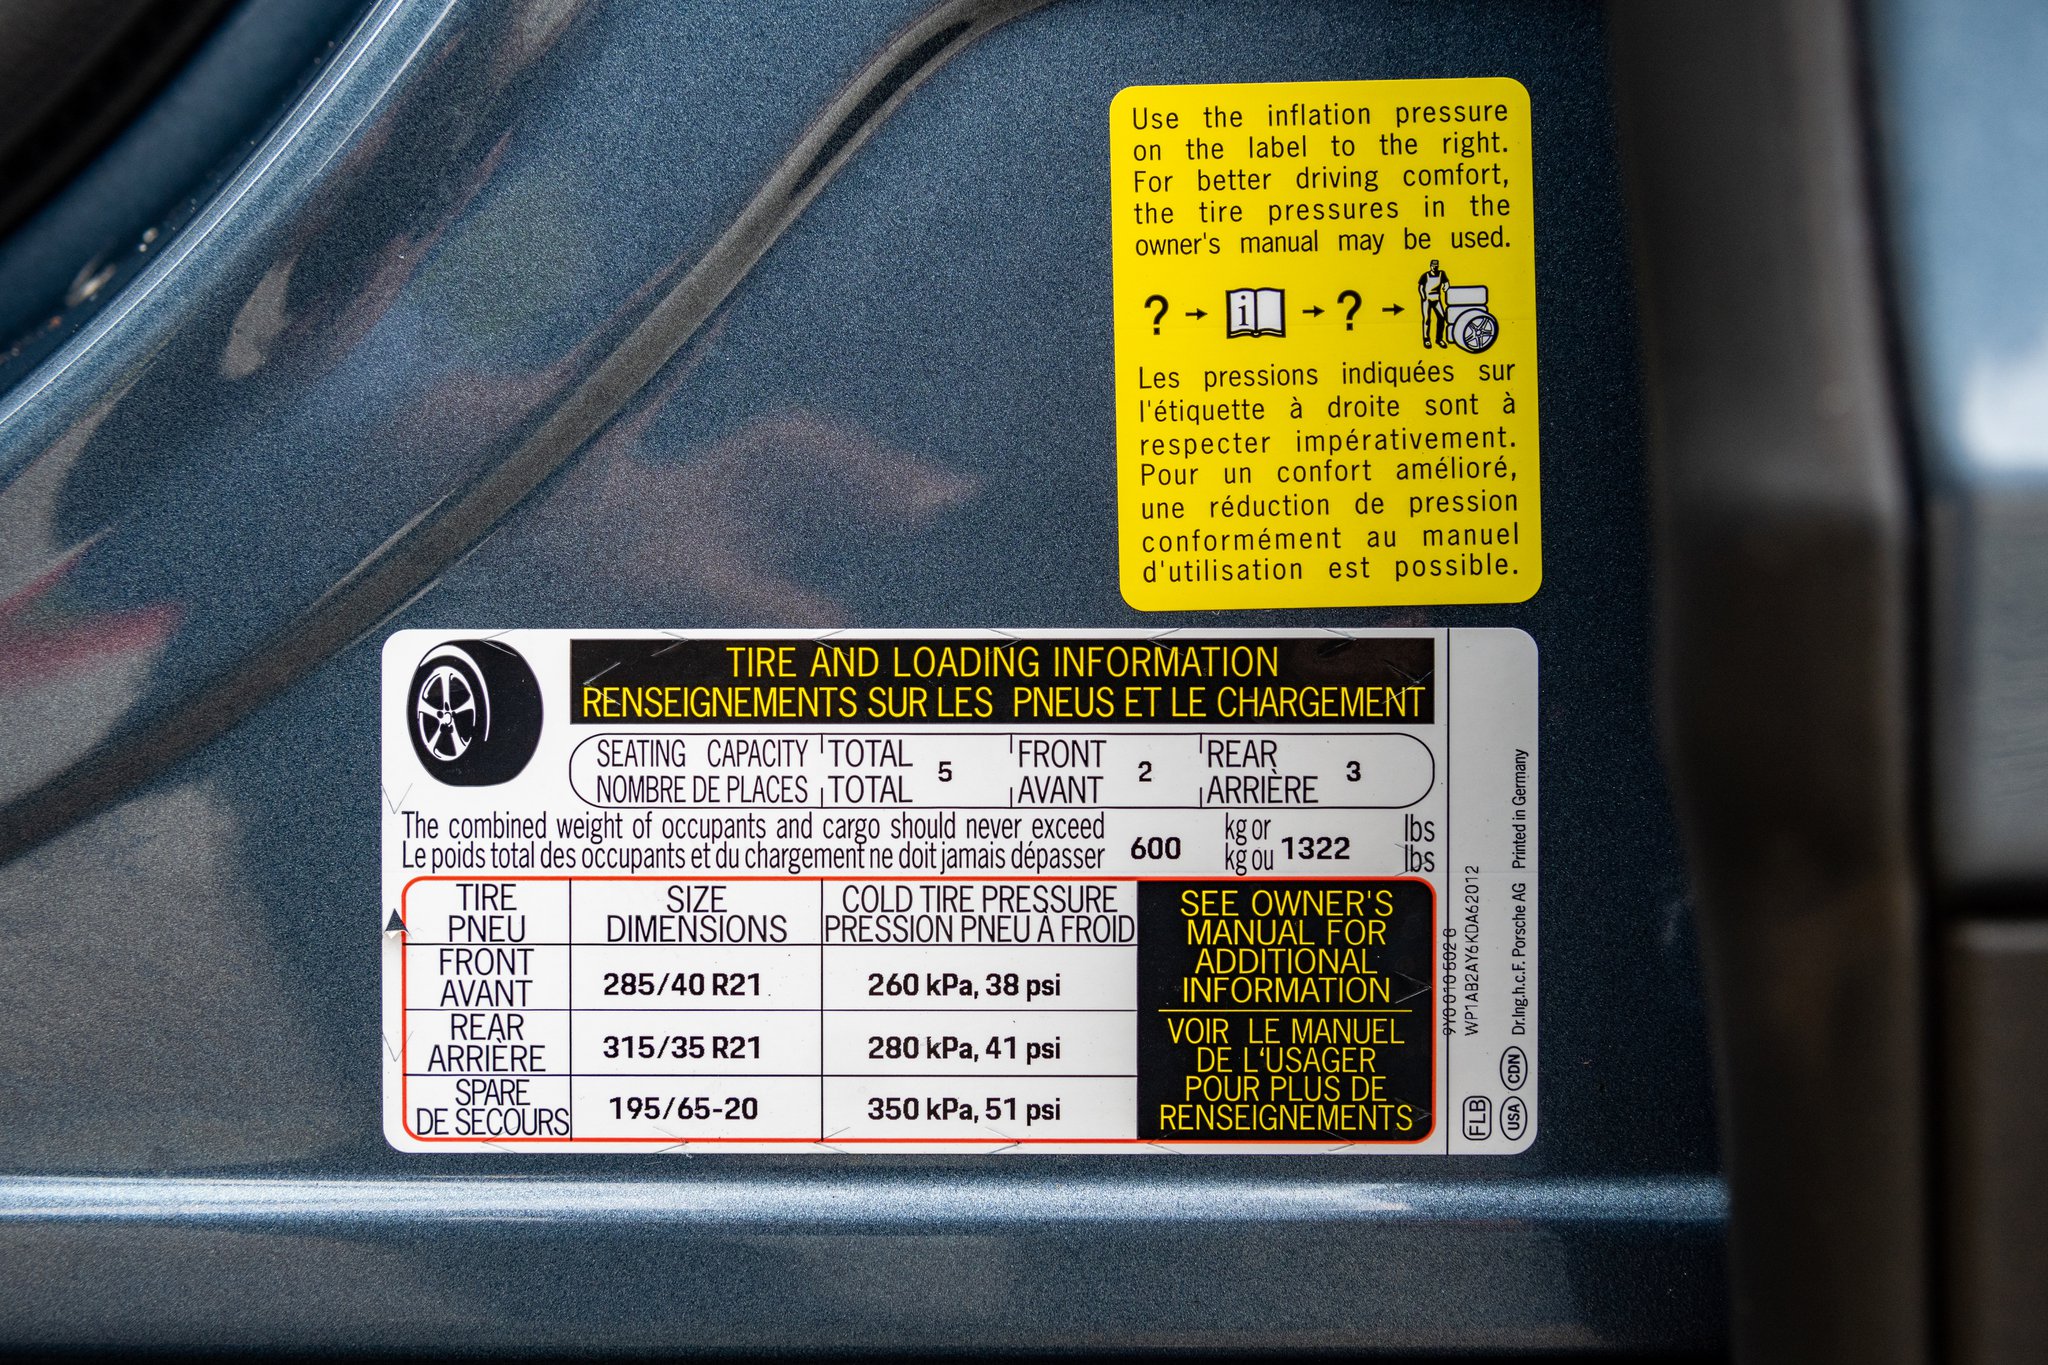 Use the inflation pressure
on the label to the right.
For better driving comfort,
the tire pressures in the
owner's manual may be used.
? → i → ? →
Les pressions indiquées sur
l'étiquette à droite sont à
respecter impérativement.
Pour un confort amélioré,
une réduction de pression
conformément au manuel
d'utilisation est possible.
TIRE AND LOADING INFORMATION
RENSEIGNEMENTS SUR LES PNEUS ET LE CHARGEMENT
SEATING CAPACITY TOTAL 5 FRONT 2 REAR 3
NOMBRE DE PLACES TOTAL AVANT ARRIÈRE
The combined weight of occupants and cargo should never exceed 600 kg or 1322 lbs
Le poids total des occupants et du chargement ne doit jamais dépasser kg ou lbs
TIRE SIZE COLD TIRE PRESSURE
PNEU DIMENSIONS PRESSION PNEU À FROID
FRONT 285/40 R21 260 kPa, 38 psi
AVANT
REAR 315/35 R21 280 kPa, 41 psi
ARRIÈRE
SPARE 195/65-20 350 kPa, 51 psi
DE SECOURS
SEE OWNER'S
MANUAL FOR
ADDITIONAL
INFORMATION
VOIR LE MANUEL
DE L'USAGER
POUR PLUS DE
RENSEIGNEMENTS
9Y0 010 602 G
WP1AB2AY6KDA62012
FLB
USA CDN Dr.Ing.h.c.F. Porsche AG Printed in Germany